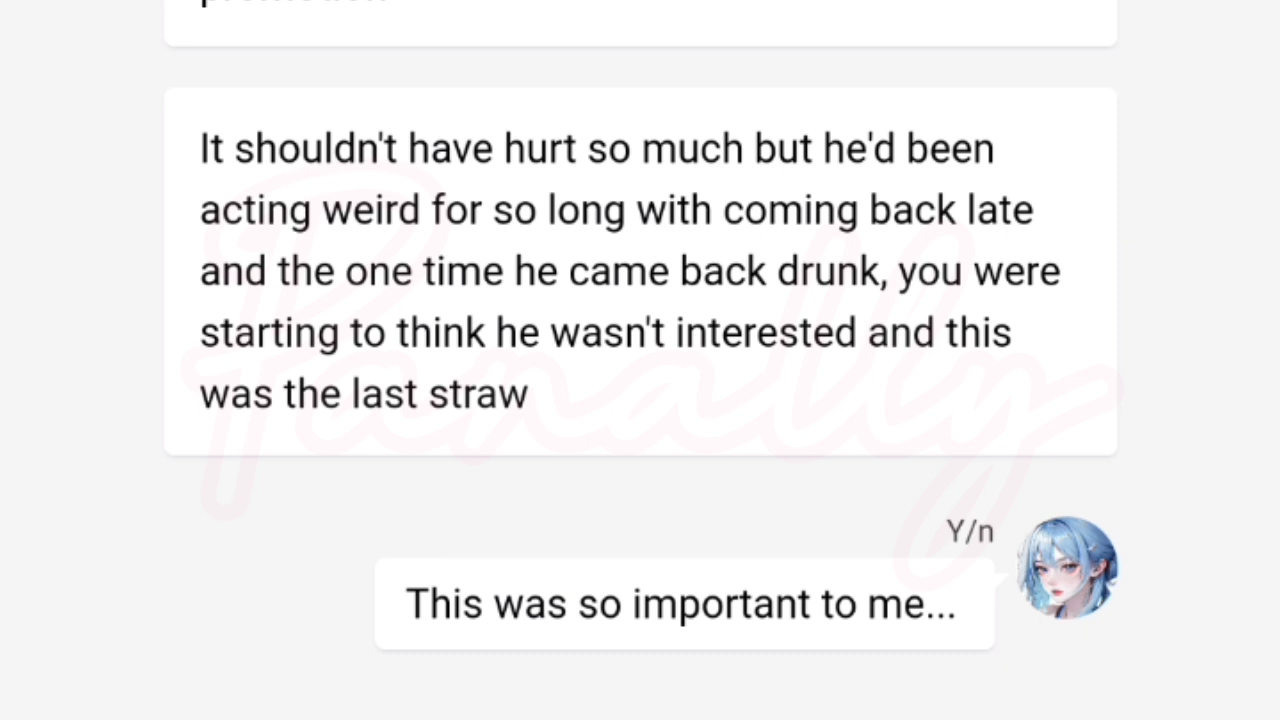 It shouldn't have hurt so much but he'd been
acting weird for so long with coming back late
and the one time he came back drunk, you were
starting to think he wasn't interested and this
was the last straw
Y/n
This was so important to me...